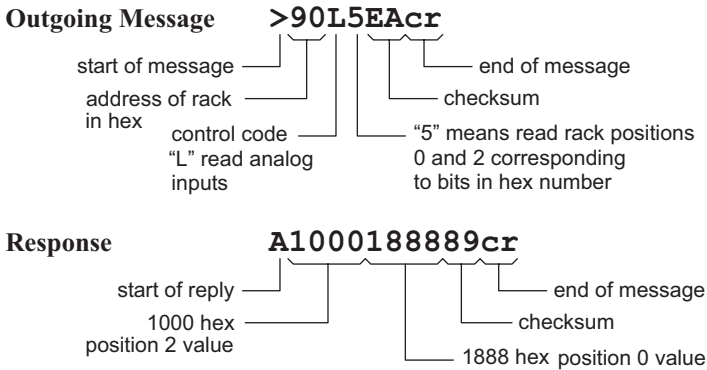 Outgoing Message >90L5EAcr
start of message
end of message
address of rack
in hex
checksum
control code
“L” read analog
inputs
“5” means read rack positions
0 and 2 corresponding
to bits in hex number
Response A1000188889cr
start of reply
end of message
1000 hex
position 2 value
checksum
1888 hex position 0 value